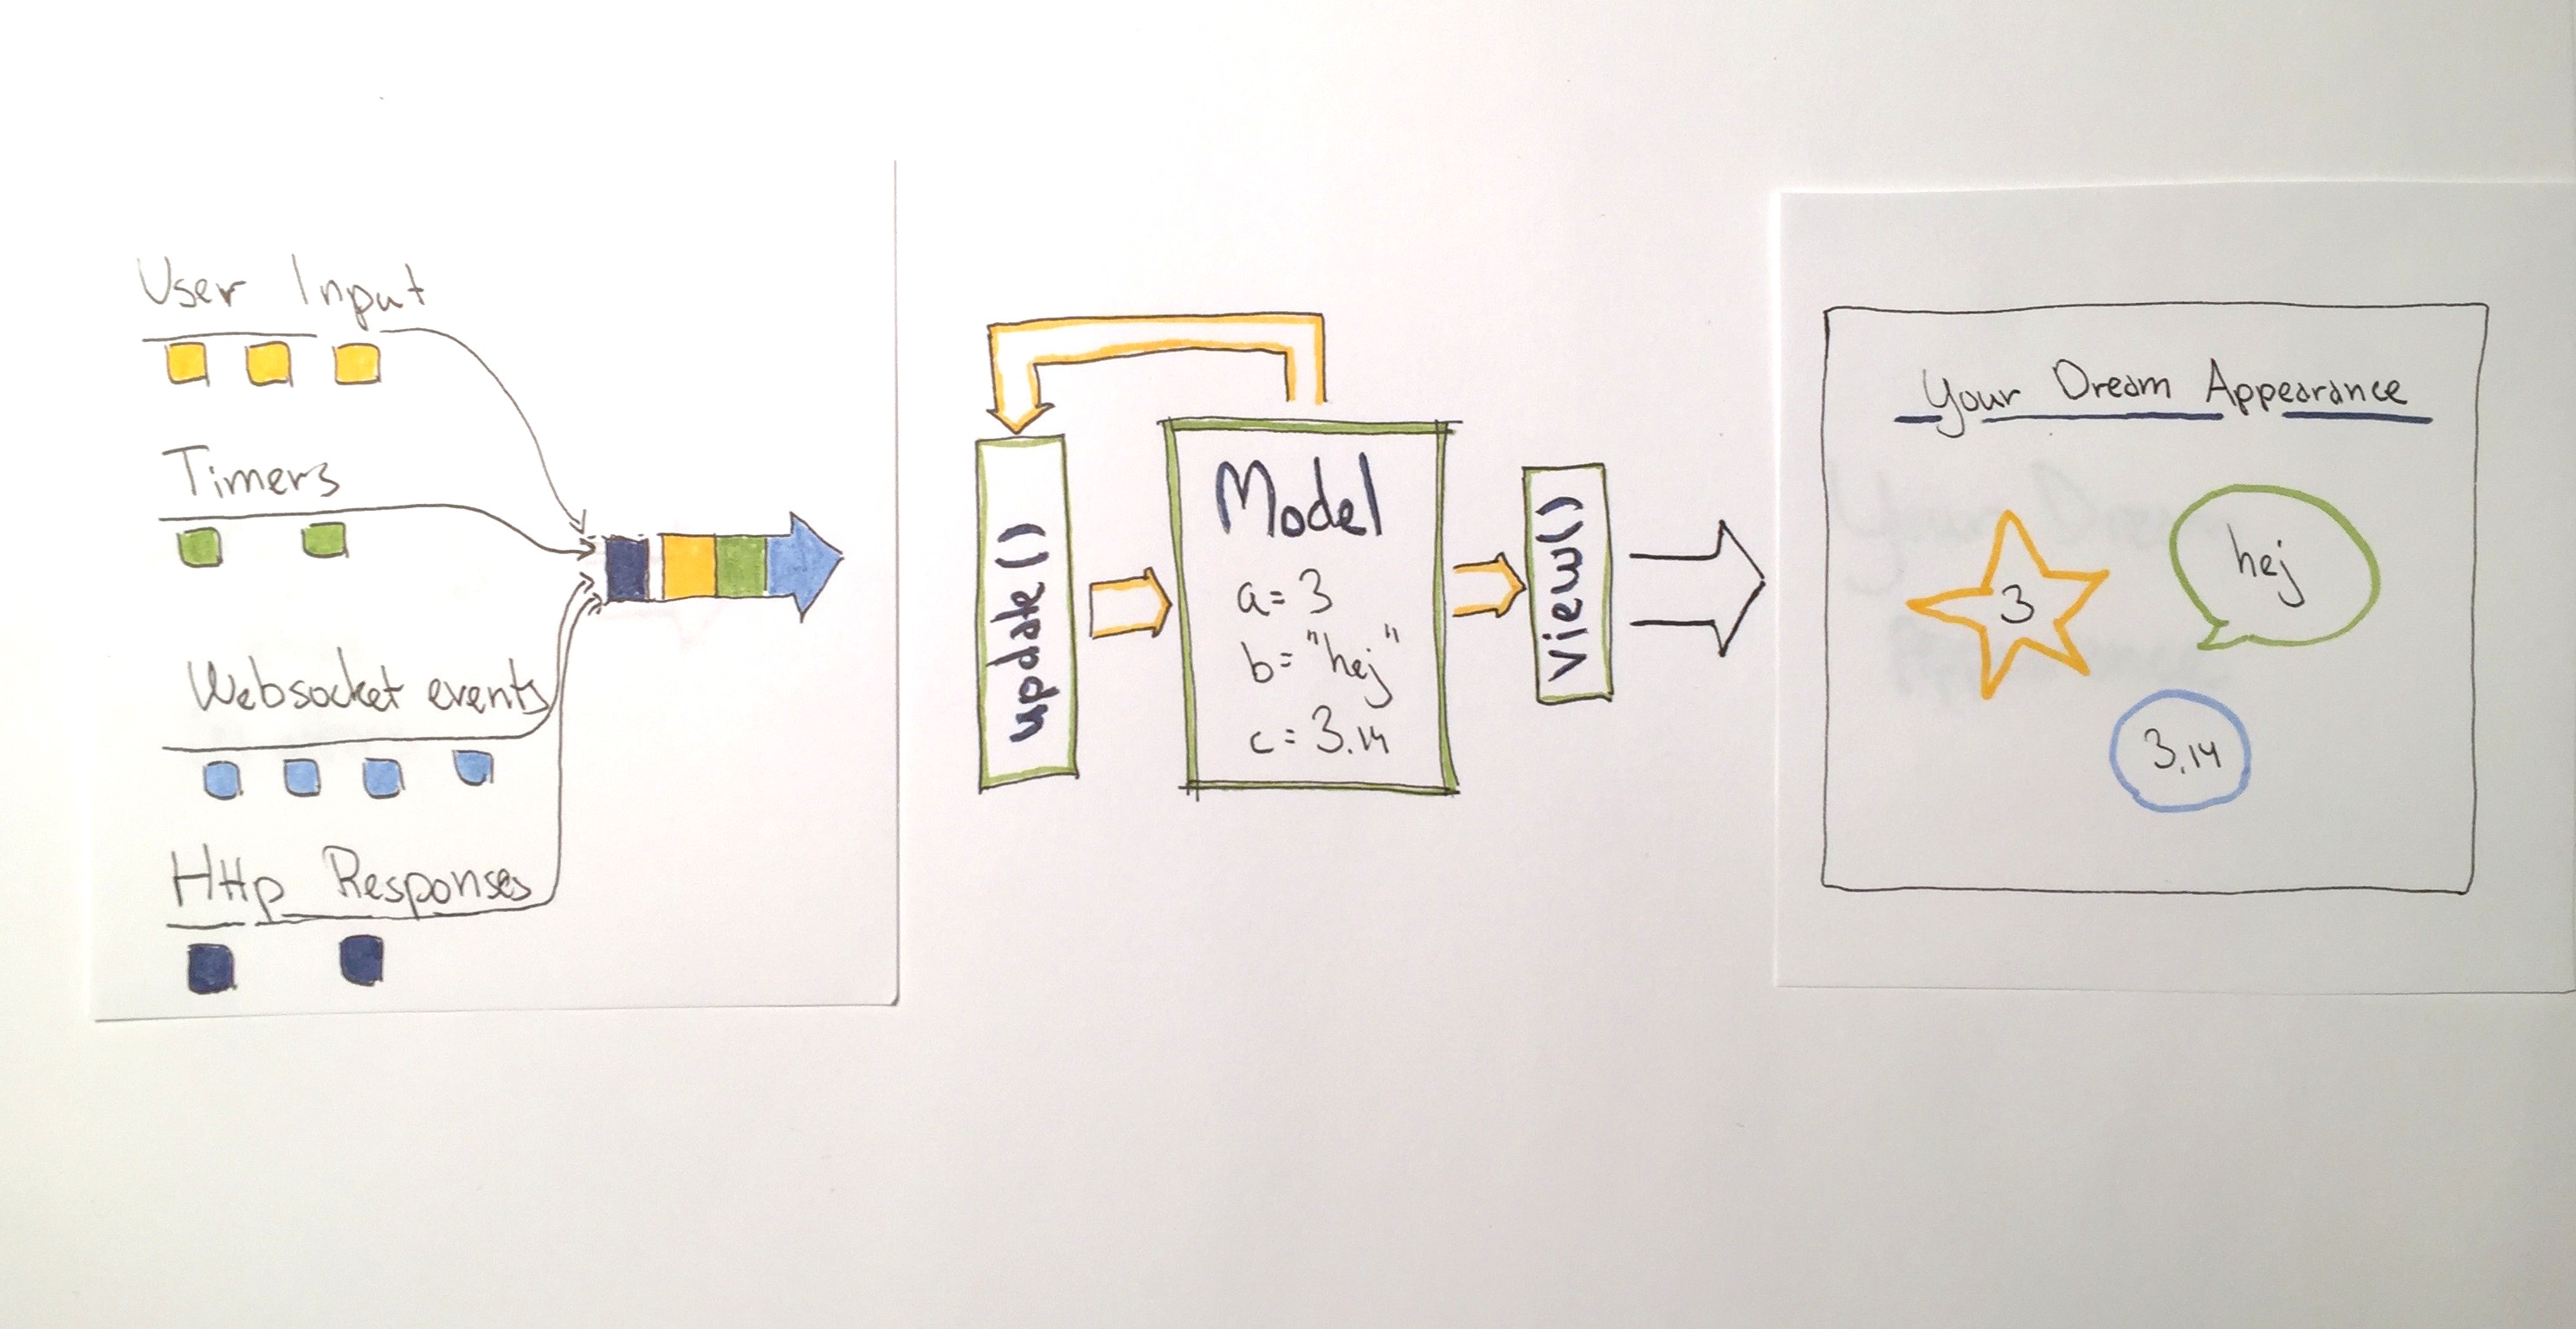 User Input
Timers
Websocket events
Http Responses
update()
Model
a = 3
b = "hej"
c = 3.14
view()
Your Dream Appearance
3
hej
3.14